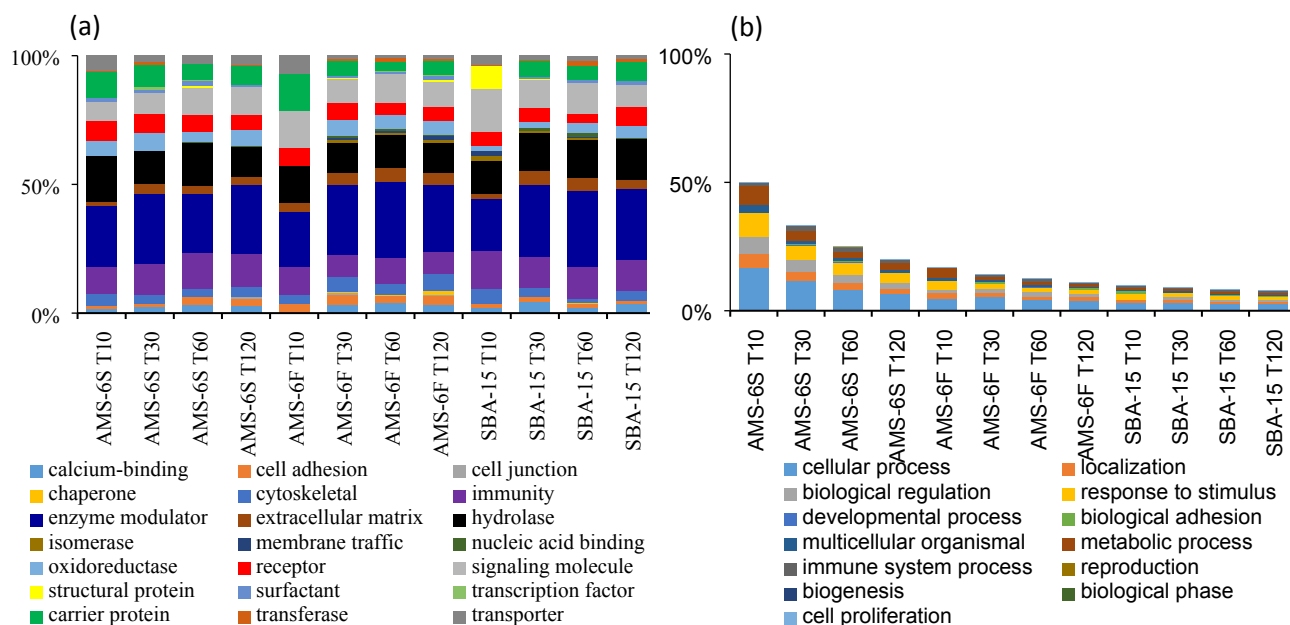 (a)
100%
50%
0%
AMS-6S T10
AMS-6S T30
AMS-6S T60
AMS-6S T120
AMS-6F T10
AMS-6F T30
AMS-6F T60
AMS-6F T120
SBA-15 T10
SBA-15 T30
SBA-15 T60
SBA-15 T120
calcium-binding cell adhesion cell junction
chaperone cytoskeletal immunity
enzyme modulator extracellular matrix hydrolase
isomerase membrane traffic nucleic acid binding
oxidoreductase receptor signaling molecule
structural protein surfactant transcription factor
carrier protein transferase transporter
(b)
100%
50%
0%
AMS-6S T10
AMS-6S T30
AMS-6S T60
AMS-6S T120
AMS-6F T10
AMS-6F T30
AMS-6F T60
AMS-6F T120
SBA-15 T10
SBA-15 T30
SBA-15 T60
SBA-15 T120
cellular process localization
biological regulation response to stimulus
developmental process biological adhesion
multicellular organismal metabolic process
immune system process reproduction
biogenesis biological phase
cell proliferation